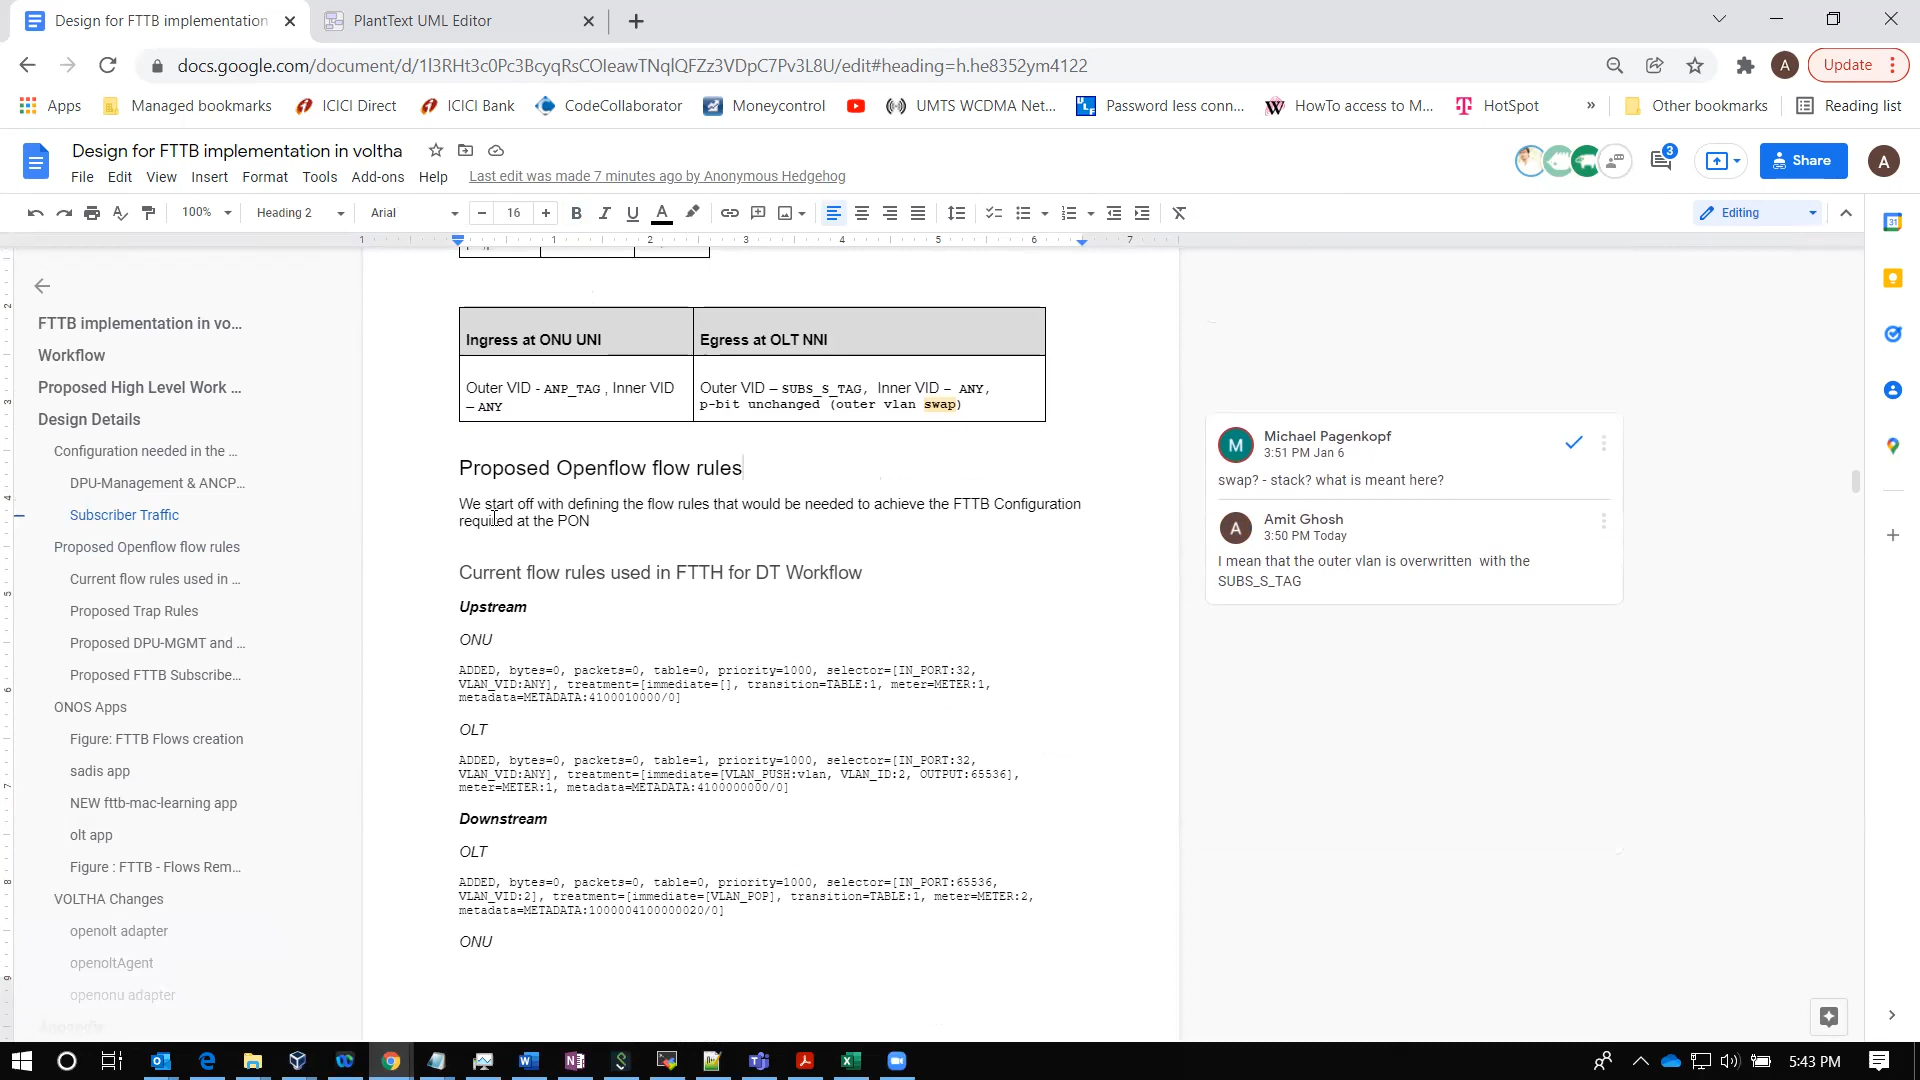 Design for FTTB implementation
PlantText UML Editor
docs.google.com/document/d/1l3RHt3c0Pc3BcyqRsCOIeawTNqlQFZz3VDpC7Pv3L8U/edit#heading=h.he8352ym4122
A
Update
Apps
Managed bookmarks
ICICI Direct
ICICI Bank
CodeCollaborator
Moneycontrol
UMTS WCDMA Net...
Password less conn...
HowTo access to M...
HotSpot
»
Other bookmarks
Reading list
Design for FTTB implementation in voltha
File Edit View Insert Format Tools Add-ons Help
Last edit was made 7 minutes ago by Anonymous Hedgehog
3
Share
A
100%
Heading 2
Arial
16
B I U A
Editing
1 1 2 3 4 5 6 7
FTTB implementation in vo...
Workflow
Proposed High Level Work ...
Design Details
Configuration needed in the ...
DPU-Management & ANCP...
Subscriber Traffic
Proposed Openflow flow rules
Current flow rules used in ...
Proposed Trap Rules
Proposed DPU-MGMT and ...
Proposed FTTB Subscribe...
ONOS Apps
Figure: FTTB Flows creation
sadis app
NEW fttb-mac-learning app
olt app
Figure : FTTB - Flows Rem...
VOLTHA Changes
openolt adapter
openoltAgent
openonu adapter
Ingress at ONU UNI
Egress at OLT NNI
Outer VID - ANP_TAG , Inner VID
– ANY
Outer VID – SUBS_S_TAG, Inner VID – ANY,
p-bit unchanged (outer vlan swap)
Proposed Openflow flow rules
We start off with defining the flow rules that would be needed to achieve the FTTB Configuration
required at the PON
Current flow rules used in FTTH for DT Workflow
Upstream
ONU
ADDED, bytes=0, packets=0, table=0, priority=1000, selector=[IN_PORT:32,
VLAN_VID:ANY], treatment=[immediate=[], transition=TABLE:1, meter=METER:1,
metadata=METADATA:4100010000/0]
OLT
ADDED, bytes=0, packets=0, table=1, priority=1000, selector=[IN_PORT:32,
VLAN_VID:ANY], treatment=[immediate=[VLAN_PUSH:vlan, VLAN_ID:2, OUTPUT:65536],
meter=METER:1, metadata=METADATA:4100000000/0]
Downstream
OLT
ADDED, bytes=0, packets=0, table=0, priority=1000, selector=[IN_PORT:65536,
VLAN_VID:2], treatment=[immediate=[VLAN_POP], transition=TABLE:1, meter=METER:2,
metadata=METADATA:1000004100000020/0]
ONU
M
Michael Pagenkopf
3:51 PM Jan 6
swap? - stack? what is meant here?
A
Amit Ghosh
3:50 PM Today
I mean that the outer vlan is overwritten with the
SUBS_S_TAG
5:43 PM